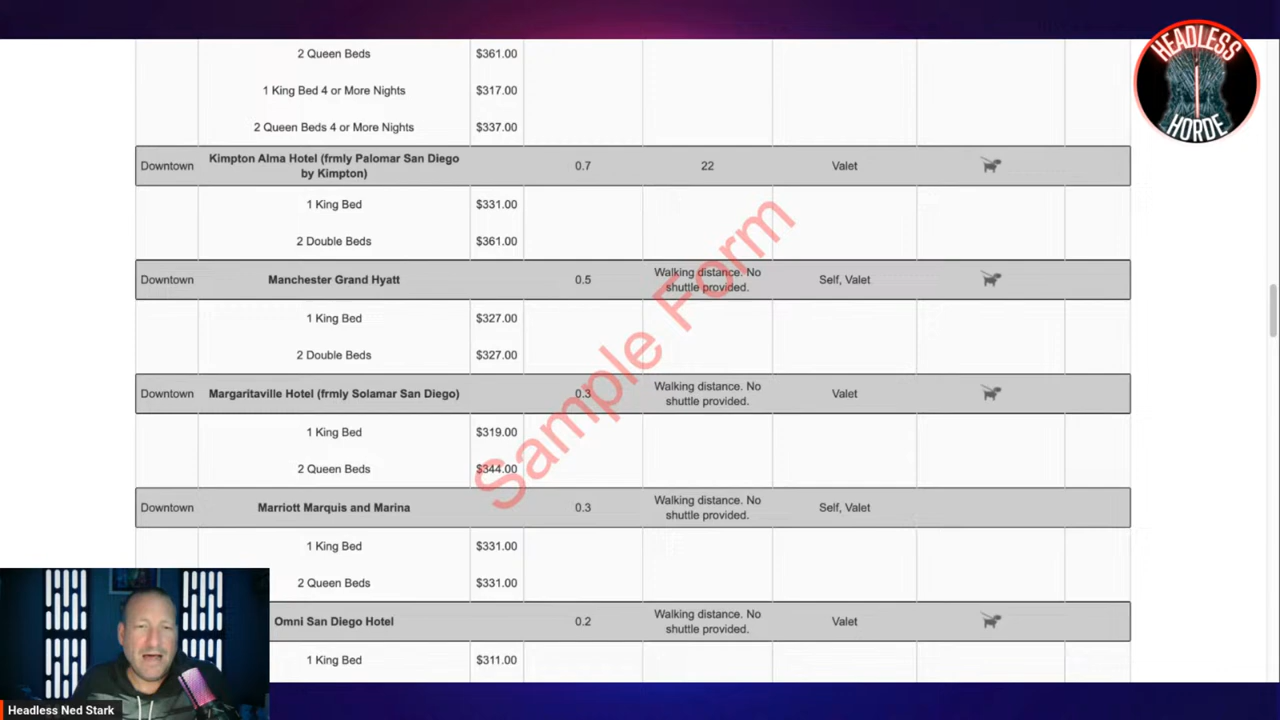 HEADLESS
HORDE
2 Queen Beds $361.00
1 King Bed 4 or More Nights $317.00
2 Queen Beds 4 or More Nights $337.00
Downtown Kimpton Alma Hotel (frmly Palomar San Diego by Kimpton) 0.7 22 Valet
1 King Bed $331.00
2 Double Beds $361.00
Downtown Manchester Grand Hyatt 0.5 Walking distance. No shuttle provided. Self, Valet
1 King Bed $327.00
2 Double Beds $327.00
Downtown Margaritaville Hotel (frmly Solamar San Diego) 0.3 Walking distance. No shuttle provided. Valet
1 King Bed $319.00
2 Queen Beds $344.00
Downtown Marriott Marquis and Marina 0.3 Walking distance. No shuttle provided. Self, Valet
1 King Bed $331.00
2 Queen Beds $331.00
Omni San Diego Hotel 0.2 Walking distance. No shuttle provided. Valet
1 King Bed $311.00
Sample Form
Headless Ned Stark